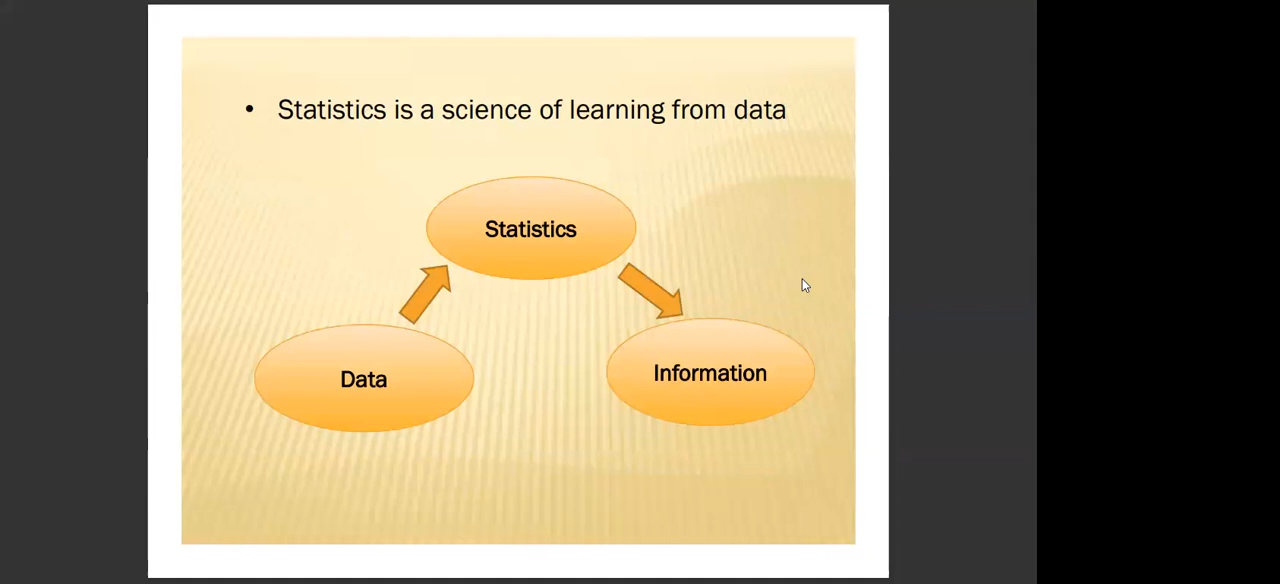 • Statistics is a science of learning from data
Statistics
Data
Information